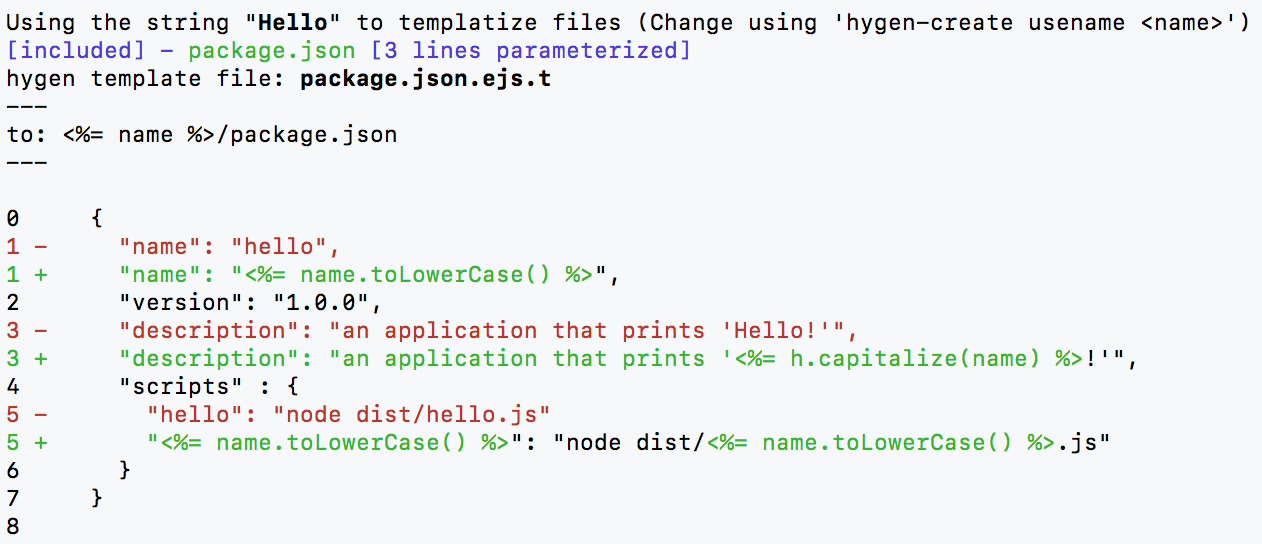 Using the string "Hello" to templatize files (Change using 'hygen-create usename <name>')
[included] - package.json [3 lines parameterized]
hygen template file: package.json.ejs.t
---
to: <%= name %>/package.json
---

0     {
1 -     "name": "hello",
1 +     "name": "<%= name.toLowerCase() %>",
2       "version": "1.0.0",
3 -     "description": "an application that prints 'Hello!'",
3 +     "description": "an application that prints '<%= h.capitalize(name) %>!'",
4       "scripts" : {
5 -       "hello": "node dist/hello.js"
5 +       "<%= name.toLowerCase() %>": "node dist/<%= name.toLowerCase() %>.js"
6       }
7     }
8